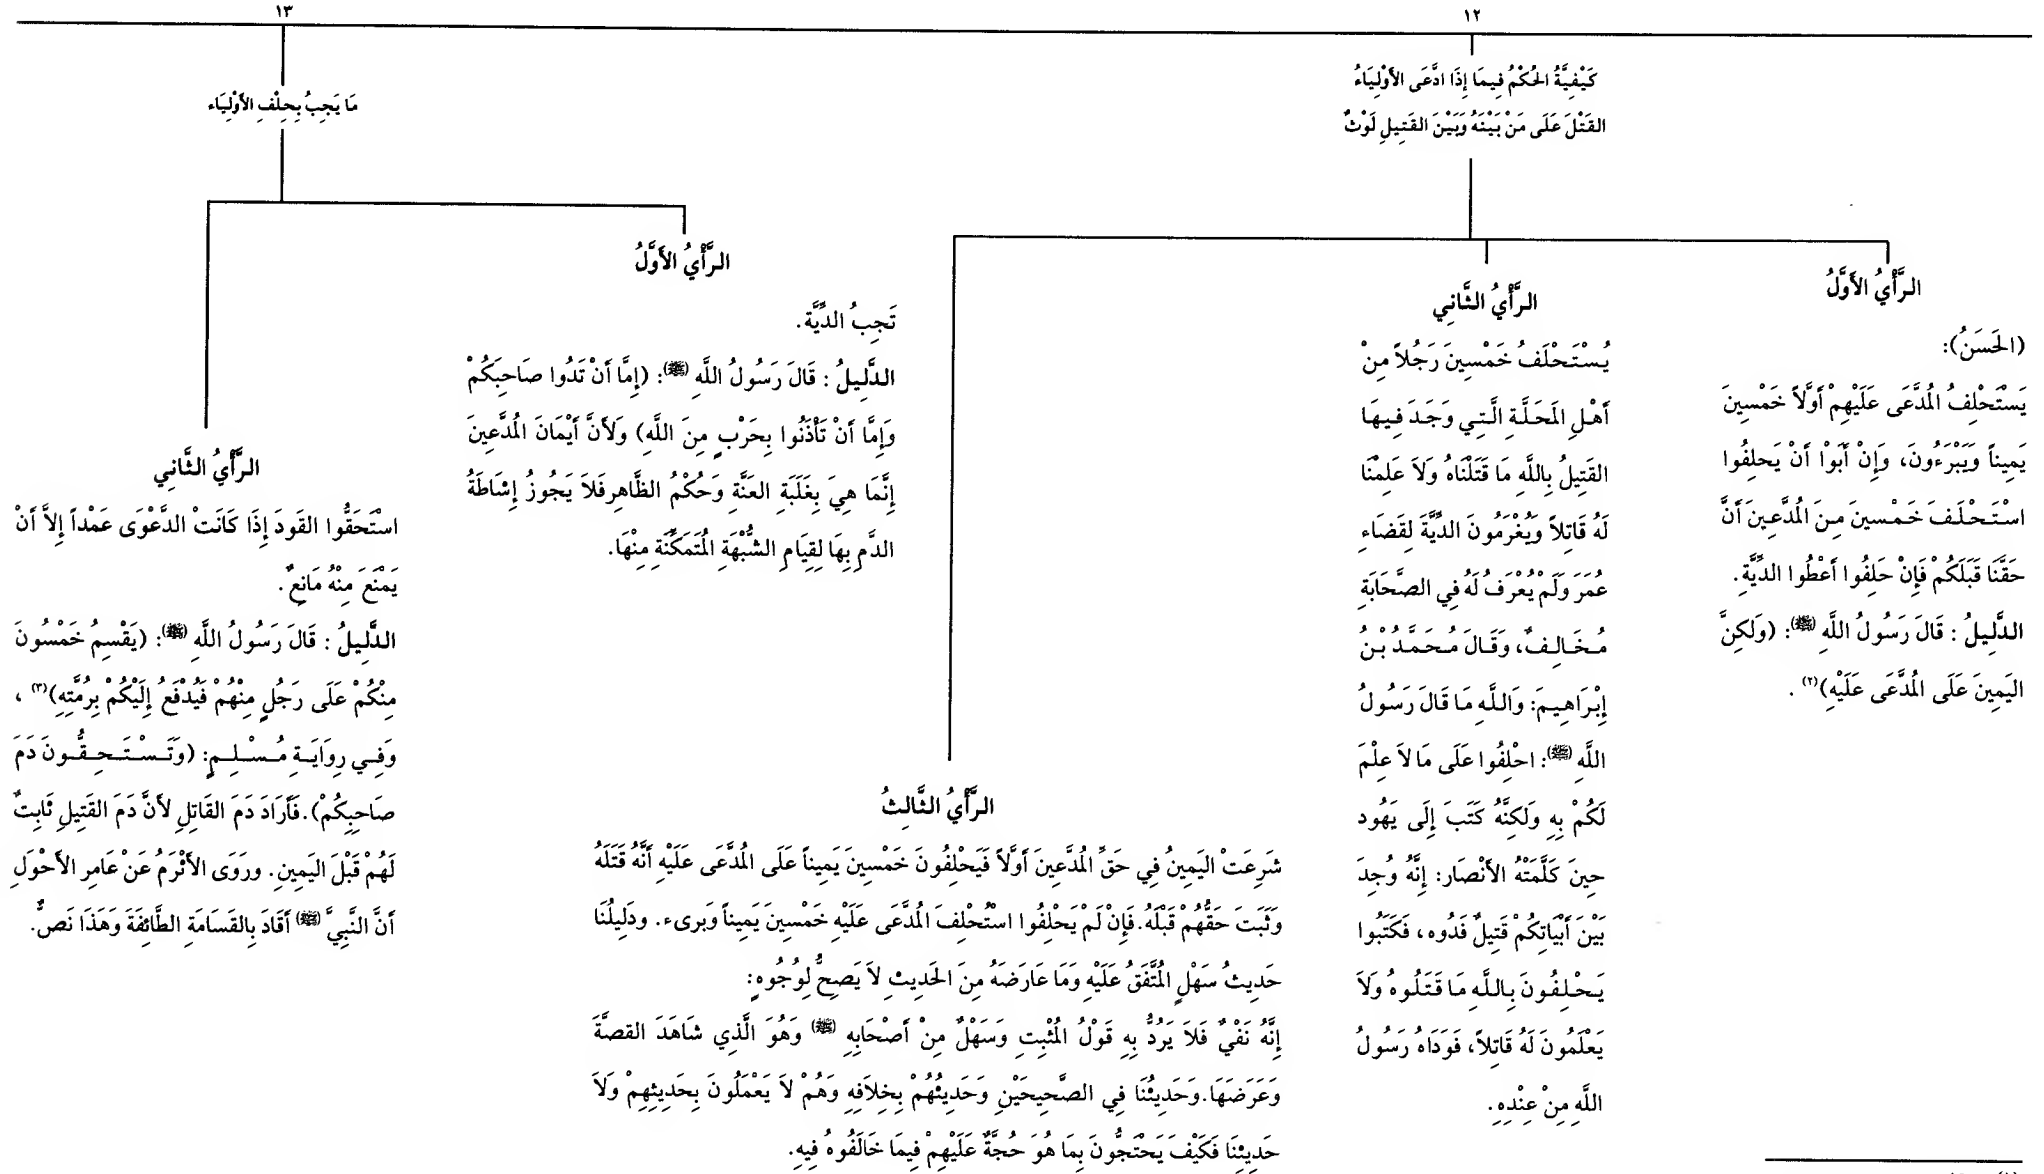 ١٢
كَيْفِيَّةُ الحُكْمُ فِيمَا إِذَا ادَّعَى الأَوْلِيَاءُ
القَتْلَ عَلَى مَنْ بَيْنَهُ وَبَيْنَ القَتِيلِ لَوْثٌ
الرَّأْيُ الأَوَّلُ
(الحَسَنُ):
يَسْتَحْلِفُ المُدَّعَى عَلَيْهِمْ أَوَّلاً خَمْسِينَ
يَمِيناً وَيَبْرَءُونَ، وَإِنْ أَبَوْا أَنْ يَحلِفُوا
اسْتَحْلَفَ خَمْسينَ مِنَ المُدَّعِينَ أَنَّ
حَقَّنَا قَبَلَكُمْ فَإِنْ حَلِفُوا أَعْطُوا الدِّيَّةِ.
الدَّلِيلُ : قَالَ رَسُولُ اللَّهِ (ﷺ): (وَلَكِنَّ
اليَمِينَ عَلَى المُدَّعَى عَلَيْهِ)(٢) .
الرَّأْيُ الثَّانِي
يُسْتَحْلَفُ خَمْسِينَ رَجُلاً مِنْ
أَهْلِ المَحَلَّةِ الَّتِي وَجَدَ فِيهَا
القَتِيلُ بِاللَّهِ مَا قَتَلْنَاهُ وَلاَ عَلِمْنَا
لَهُ قَاتِلاً وَيُغْرَمُونَ الدِّيَّةَ لِقَضَاءِ
عُمَرَ وَلَمْ يُعْرَفُ لَهُ فِي الصَّحَابَةِ
مُخَالِفٌ، وَقَالَ مُحَمَّدُ بْنُ
إِبْرَاهِيمَ: وَاللَّهِ مَا قَالَ رَسُولُ
اللَّهِ (ﷺ): احْلِفُوا عَلَى مَا لاَ عِلْمَ
لَكُمْ بِهِ وَلَكِنَّهُ كَتَبَ إِلَى يَهُود
حِينَ كَلَّمَتْهُ الأَنْصَار: إِنَّهُ وُجِدَ
بَيْنَ أَبْيَاتِكُمْ قَتِيلٌ فَدُوه، فَكَتَبُوا
يَحْلِفُونَ بِاللَّهِ مَا قَتَلُوهُ وَلاَ
يَعْلَمُونَ لَهُ قَاتِلاً، فَوَدَاهُ رَسُولُ
اللَّهِ مِنْ عِنْدِهِ.
الرَّأْيُ الثَّالِثُ
شَرِعَتْ اليَمِينُ فِي حَقِّ المُدَّعِينَ أَوَّلاً فَيَحْلِفُونَ خَمْسِينَ يَمِيناً عَلَى المُدَّعَى عَلَيْهِ أَنَّهُ قَتَلَهُ
وَثَبَتَ حَقُّهُمْ قَبْلَهُ. فَإِنْ لَمْ يَحْلِفُوا اسْتُحْلِفَ المُدَّعَى عَلَيْهِ خَمْسِينَ يَمِيناً وَبَرىء. ودَلِيلُنَا
حَدِيثُ سَهْلٍ المُتَّفَقُ عَلَيْهِ وَمَا عَارَضَهُ مِنَ الحَدِيثِ لاَ يَصِحُّ لِوُجُوهٍ:
إِنَّهُ نَفْيٌ فَلاَ يَرُدُّ بِهِ قَوْلُ المُثْبِتِ وَسَهْلٌ مِنْ أَصْحَابِهِ (ﷺ) وَهُوَ الَّذِي شَاهَدَ القصَّةَ
وَعَرَضَهَا. وَحَدِيثُنَا فِي الصَّحِيحَيْنِ وَحَدِيثُهُمْ بِخِلاَفِهِ وَهُمْ لاَ يَعْمَلُونَ بِحَدِيثِهِمْ وَلاَ
حَدِيثِنَا فَكَيْفَ يَحْتَجُّونَ بِمَا هُوَ حُجَّةٌ عَلَيْهِمْ فِيمَا خَالَفُوهُ فِيهِ.
١٣
مَا يَجِبُ بِحِلْفِ الأَوْلِيَاء
الرَّأْيُ الأَوَّلُ
تَجِبُ الدِّيَّة.
الدَّلِيلُ : قَالَ رَسُولُ اللَّهِ (ﷺ): (إِمَّا أَنْ تَدُوا صَاحِبَكُمْ
وَإِمَّا أَنْ تَأْذَنُوا بِحَرْبٍ مِنَ اللَّهِ) وَلأَنَّ أَيْمَانَ المُدَّعِينَ
إِنَّمَا هِيَ بِغَلَبَةِ العَنَّةِ وَحُكْمُ الظَّاهِرِ فَلاَ يَجُوزُ إِشَاطَةُ
الدَّمِ بِهَا لِقِيَامِ الشُّبْهَةِ المُتَمَكِّنَةِ مِنْهَا.
الرَّأْيُ الثَّانِي
اسْتَحَقُّوا القَودَ إِذَا كَانَتْ الدَّعْوَى عَمْداً إِلاَّ أَنْ
يَمْنَعَ مِنْهُ مَانِعٌ.
الدَّلِيلُ : قَالَ رَسُولُ اللَّهِ (ﷺ): (يَقْسِمُ خَمْسُونَ
مِنْكُمْ عَلَى رَجُلٍ مِنْهُمْ فَيُدْفَعُ إِلَيْكُمْ بِرُمَّتِهِ)(٣) ،
وَفِي رِوَايَةِ مُسْلِمٍ: (وَتَسْتَحِقُّونَ دَمَ
صَاحِبِكُمْ). فَأَرَادَ دَمَ القَاتِلِ لأَنَّ دَمَ القَتِيلِ ثَابِتٌ
لَهُمْ قَبْلَ اليَمِينِ. ورَوَى الأَثْرَمُ عَنْ عَامِرِ الأَحْوَلِ
أَنَّ النَّبِيَّ (ﷺ) أَقَادَ بِالقَسَامَةِ الطَّائِفَةَ وَهَذَا نَصٌّ.